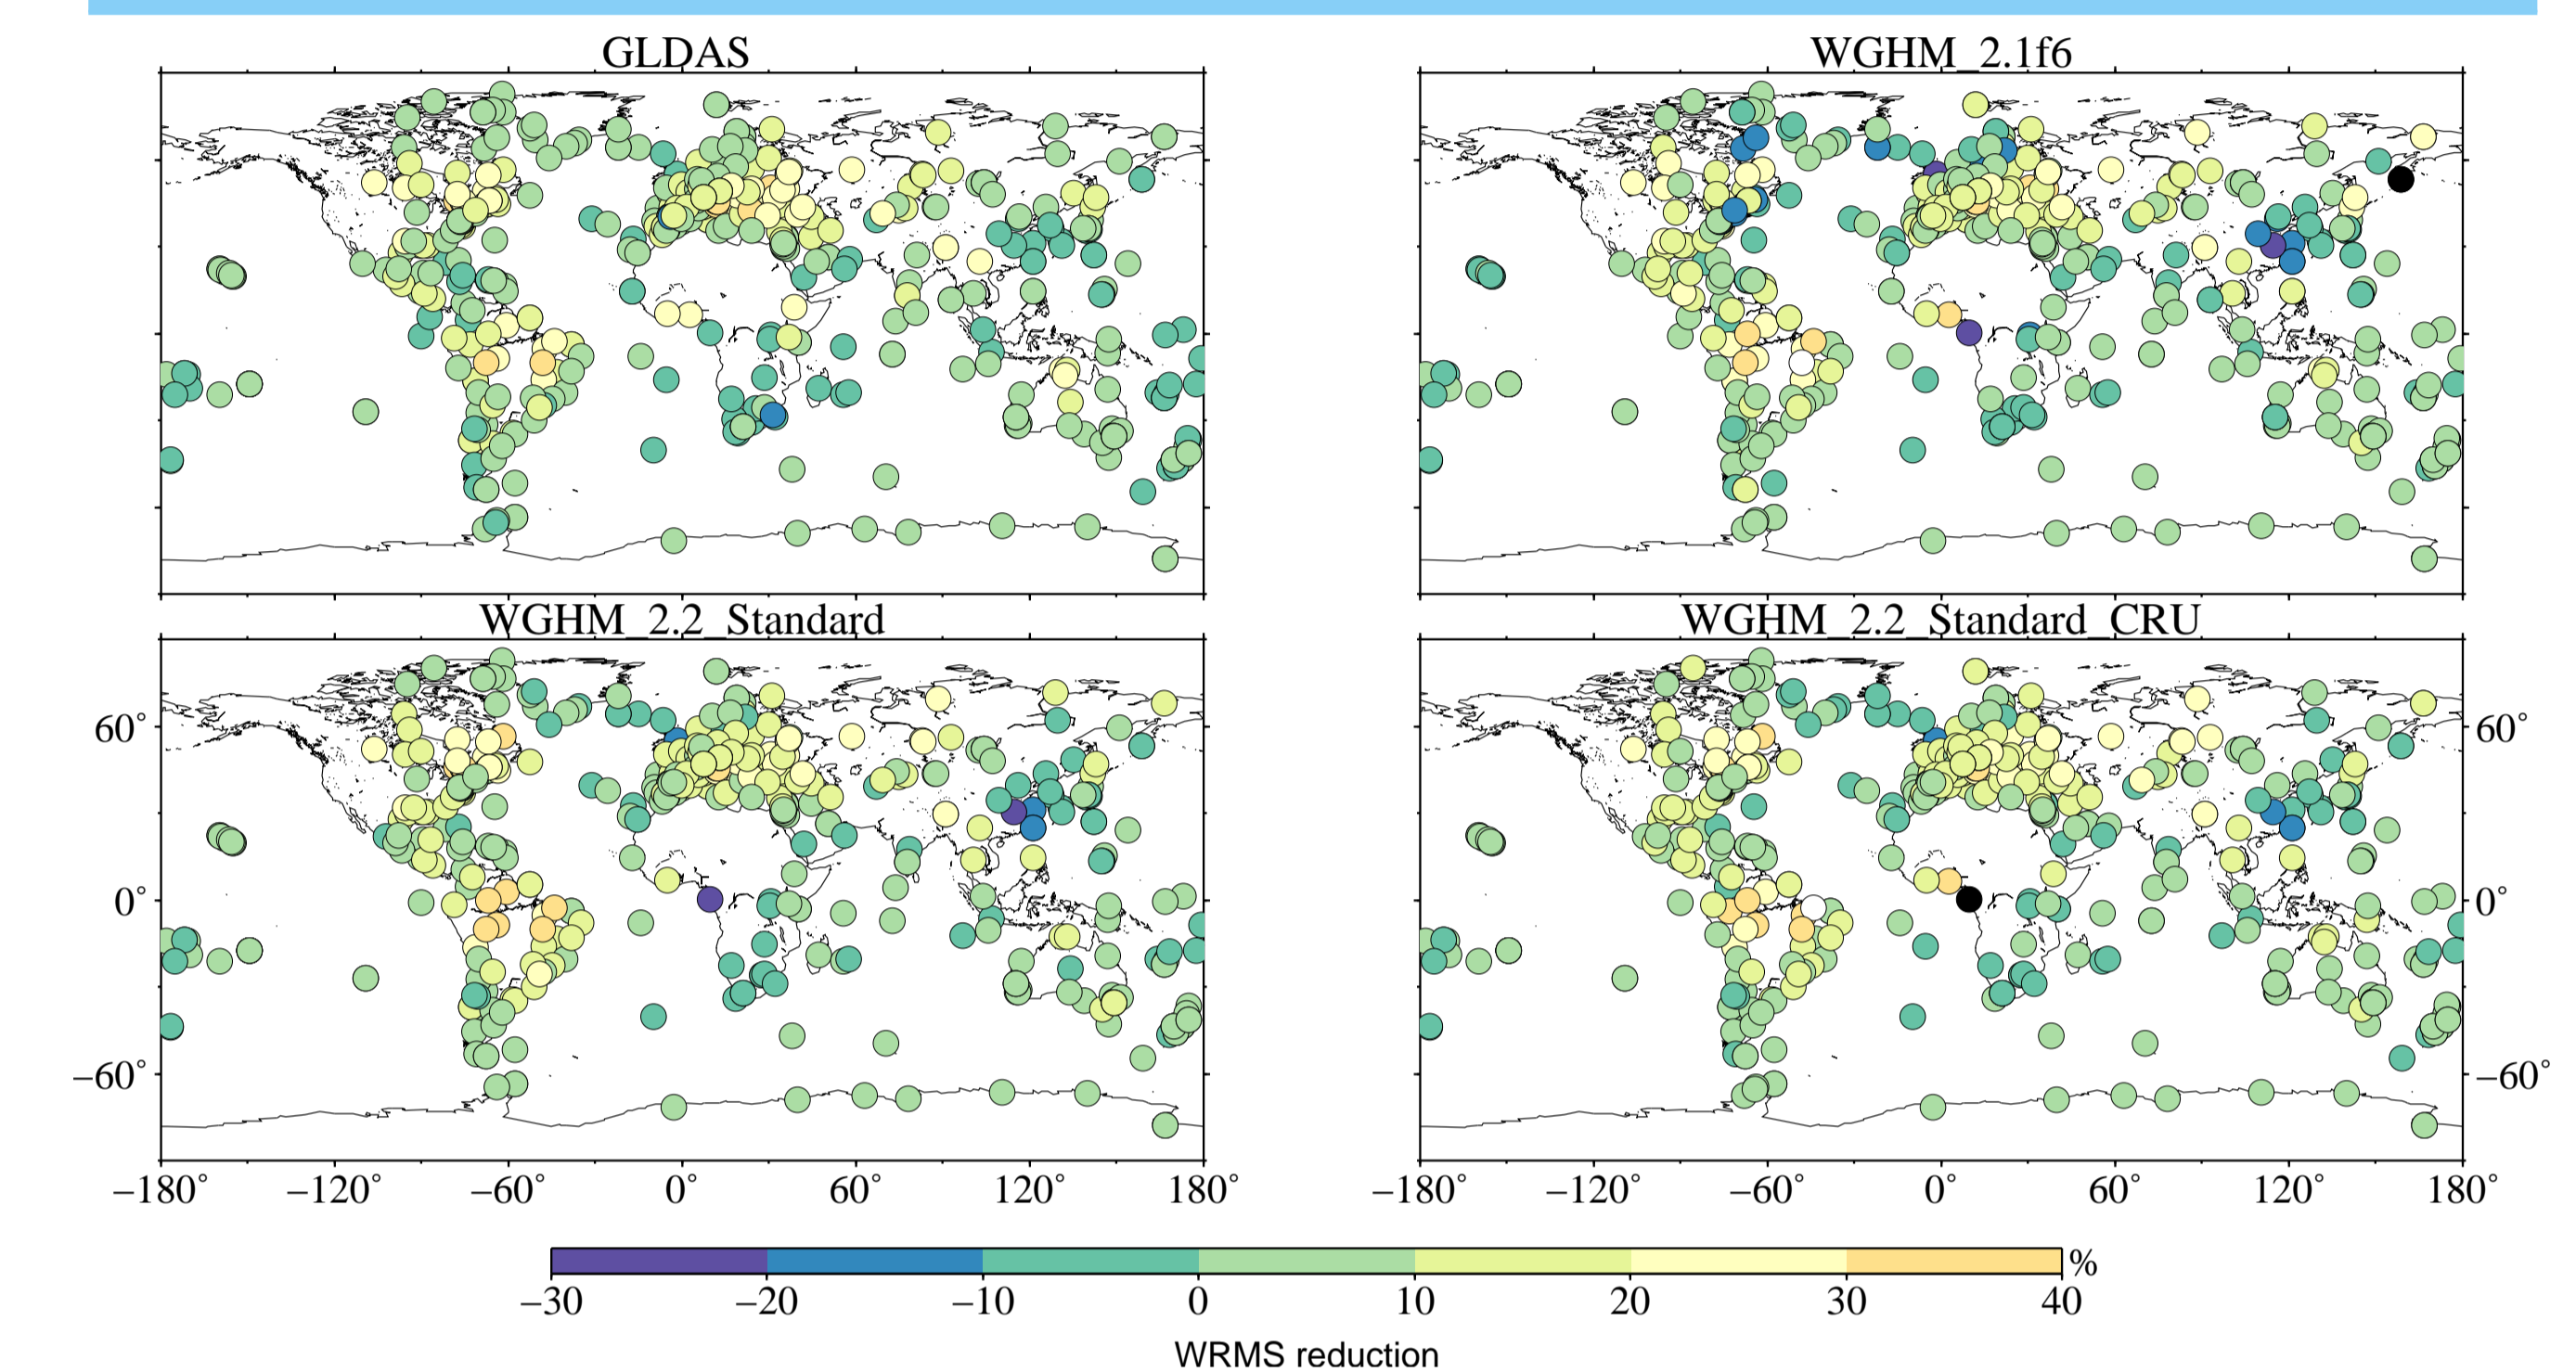 GLDAS
WGHM_2.1f6
WGHM_2.2_Standard
WGHM_2.2_Standard_CRU
60°
60°
0°
0°
−60°
−60°
−180° −120° −60° 0° 60° 120° 180°
−180° −120° −60° 0° 60° 120° 180°
%
−30 −20 −10 0 10 20 30 40
WRMS reduction